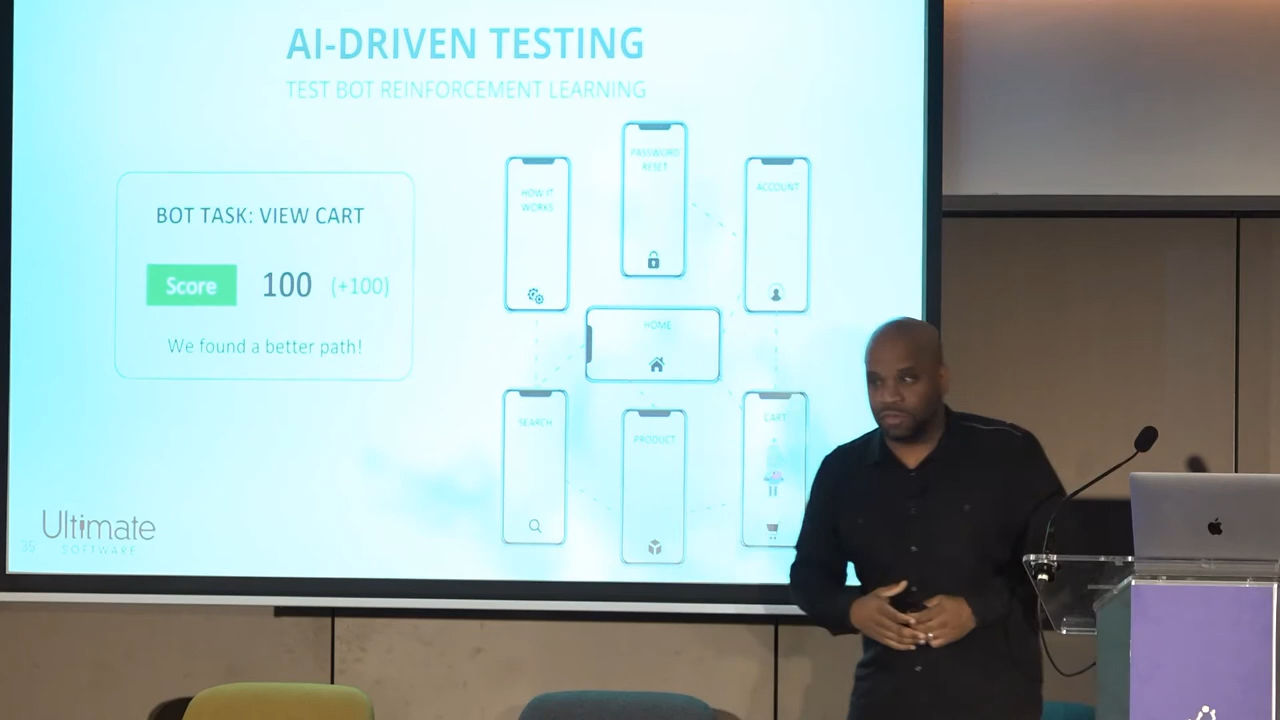 AI-DRIVEN TESTING
TEST BOT REINFORCEMENT LEARNING
BOT TASK: VIEW CART
Score 100 (+100)
We found a better path!
HOW IT
WORKS
PASSWORD
RESET
ACCOUNT
HOME
SEARCH
PRODUCT
CART
Ultimate
SOFTWARE
35